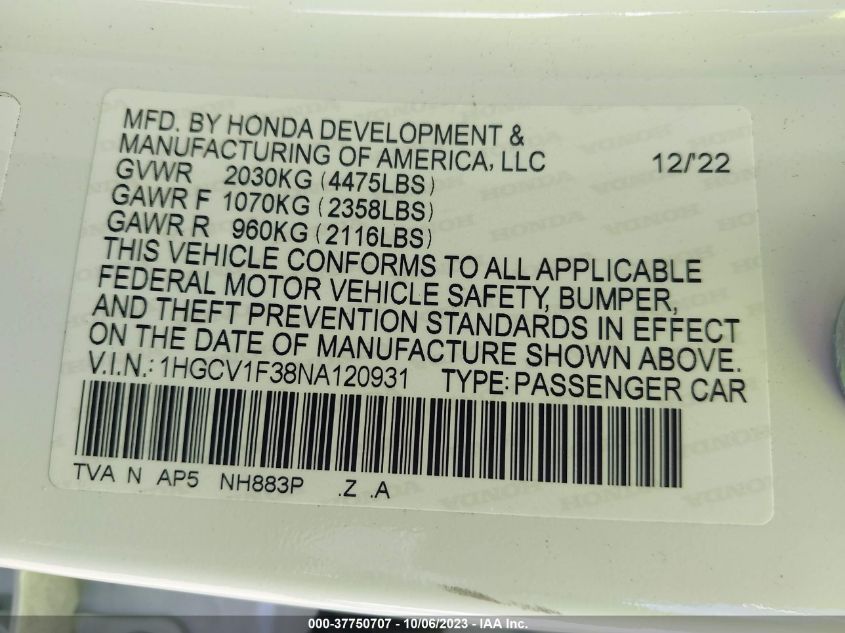 MFD. BY HONDA DEVELOPMENT &
MANUFACTURING OF AMERICA, LLC 12/'22
GVWR 2030KG (4475LBS)
GAWR F 1070KG (2358LBS)
GAWR R 960KG (2116LBS)
THIS VEHICLE CONFORMS TO ALL APPLICABLE
FEDERAL MOTOR VEHICLE SAFETY, BUMPER,
AND THEFT PREVENTION STANDARDS IN EFFECT
ON THE DATE OF MANUFACTURE SHOWN ABOVE.
V.I.N.: 1HGCV1F38NA120931 TYPE: PASSENGER CAR
TVA N AP5 NH883P .Z .A
000-37750707 - 10/06/2023 - IAA Inc.